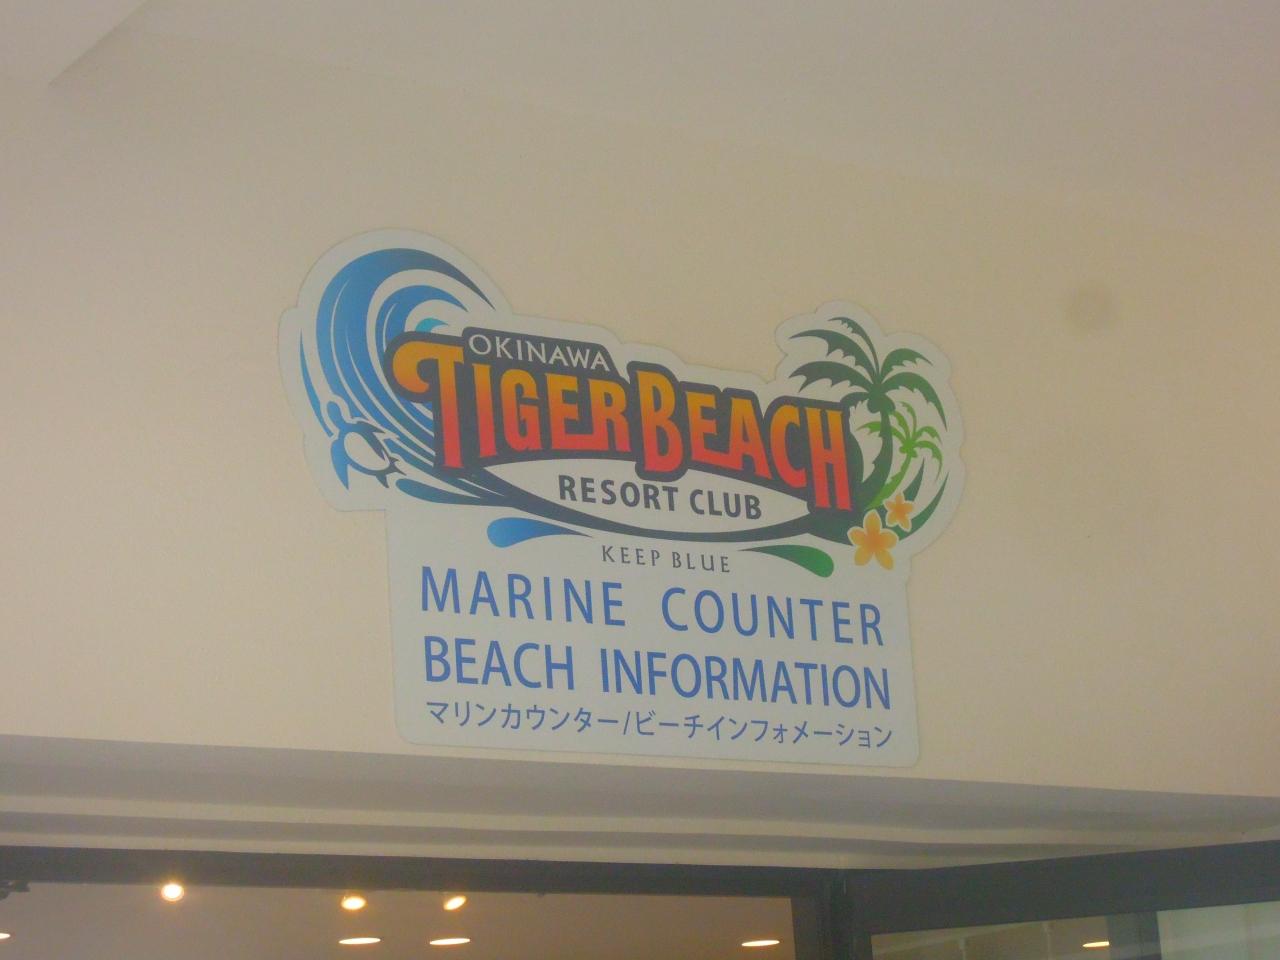 OKINAWA
TIGER BEACH
RESORT CLUB
KEEP BLUE
MARINE COUNTER
BEACH INFORMATION
マリンカウンター/ビーチインフォメーション